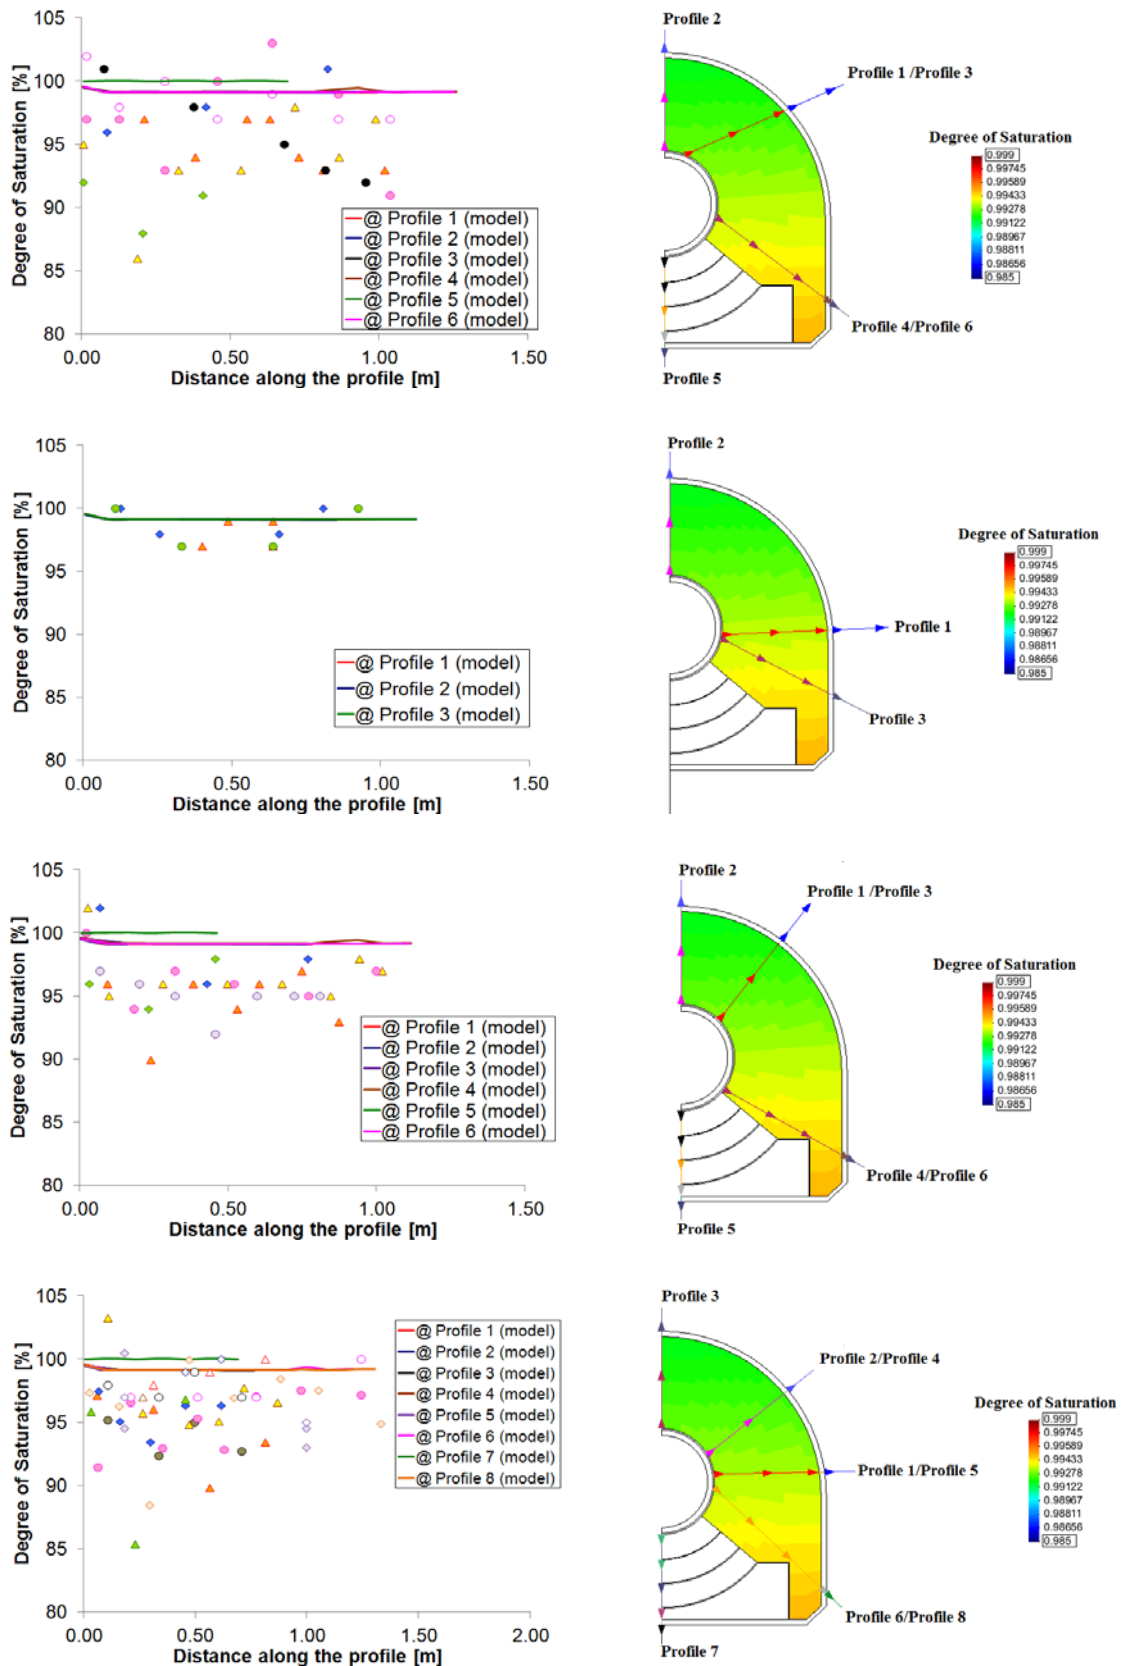 105
100
95
90
85
80
Degree of Saturation [%]
@ Profile 1 (model)
@ Profile 2 (model)
@ Profile 3 (model)
@ Profile 4 (model)
@ Profile 5 (model)
@ Profile 6 (model)
0.00 0.50 1.00 1.50
Distance along the profile [m]
Profile 2
Profile 1 /Profile 3
Profile 4/Profile 6
Profile 5
Degree of Saturation
0.999
0.99745
0.99589
0.99433
0.99278
0.99122
0.98967
0.98811
0.98656
0.985
105
100
95
90
85
80
Degree of Saturation [%]
@ Profile 1 (model)
@ Profile 2 (model)
@ Profile 3 (model)
0.00 0.50 1.00 1.50
Distance along the profile [m]
Profile 2
Profile 1
Profile 3
Degree of Saturation
0.999
0.99745
0.99589
0.99433
0.99278
0.99122
0.98967
0.98811
0.98656
0.985
105
100
95
90
85
80
Degree of Saturation [%]
@ Profile 1 (model)
@ Profile 2 (model)
@ Profile 3 (model)
@ Profile 4 (model)
@ Profile 5 (model)
@ Profile 6 (model)
0.00 0.50 1.00 1.50
Distance along the profile [m]
Profile 2
Profile 1 /Profile 3
Profile 4/Profile 6
Profile 5
Degree of Saturation
0.999
0.99745
0.99589
0.99433
0.99278
0.99122
0.98967
0.98811
0.98656
0.985
105
100
95
90
85
80
Degree of Saturation [%]
@ Profile 1 (model)
@ Profile 2 (model)
@ Profile 3 (model)
@ Profile 4 (model)
@ Profile 5 (model)
@ Profile 6 (model)
@ Profile 7 (model)
@ Profile 8 (model)
0.00 0.50 1.00 1.50 2.00
Distance along the profile [m]
Profile 3
Profile 2/Profile 4
Profile 1/Profile 5
Profile 6/Profile 8
Profile 7
Degree of Saturation
0.999
0.99745
0.99589
0.99433
0.99278
0.99122
0.98967
0.98811
0.98656
0.985